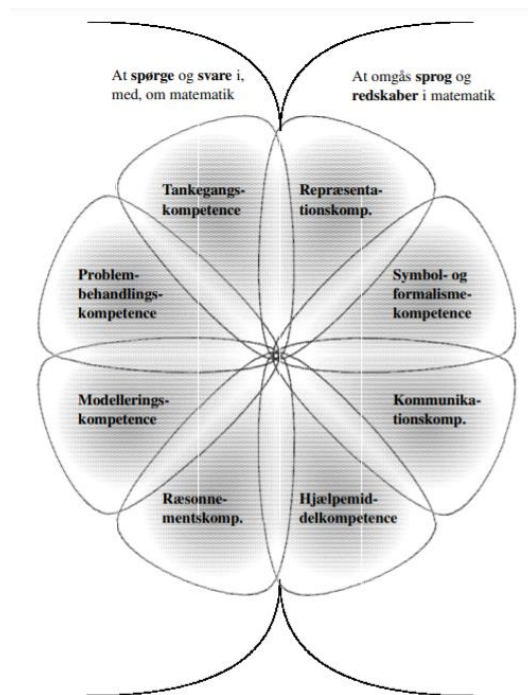 At spørge og svare i,
med, om matematik
At omgås sprog og
redskaber i matematik
Tankegangs-
kompetence
Repræsenta-
tionskomp.
Problem-
behandlings-
kompetence
Symbol- og
formalisme-
kompetence
Modellerings-
kompetence
Kommunika-
tionskomp.
Ræsonne-
mentskomp.
Hjælpemid-
delkompetence